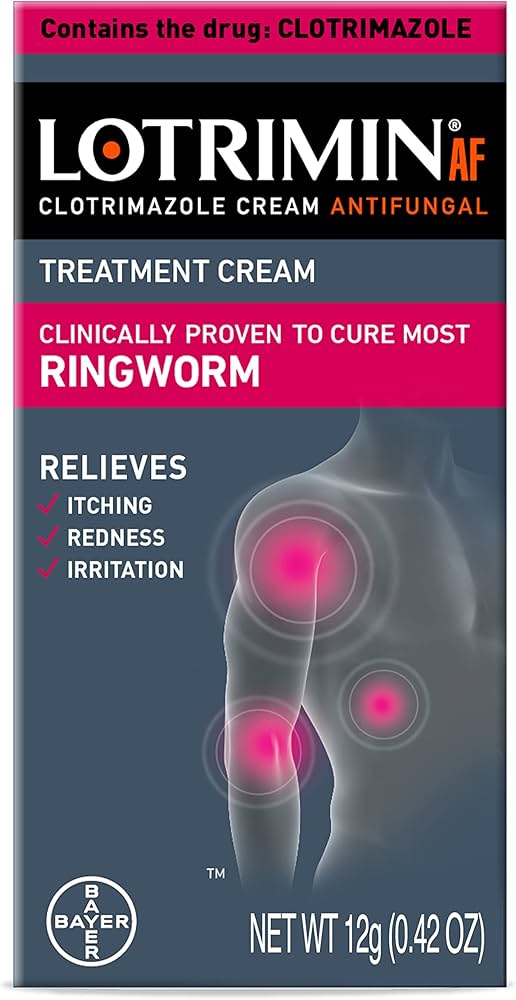 Contains the drug: CLOTRIMAZOLE
LOTRIMIN® AF
CLOTRIMAZOLE CREAM ANTIFUNGAL
TREATMENT CREAM
CLINICALLY PROVEN TO CURE MOST
RINGWORM
RELIEVES
✓ ITCHING
✓ REDNESS
✓ IRRITATION
™
BAYER
BAYER
NET WT 12g (0.42 OZ)